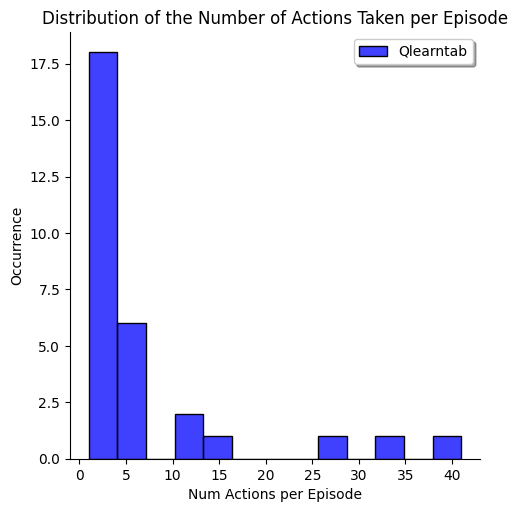 Distribution of the Number of Actions Taken per Episode
Qlearntab
17.5
15.0
12.5
10.0
7.5
5.0
2.5
0.0
Occurrence
0 5 10 15 20 25 30 35 40
Num Actions per Episode